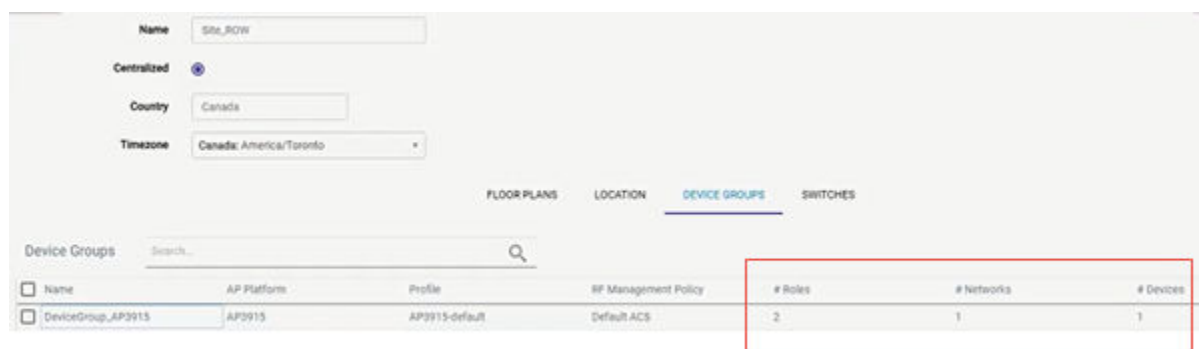 Name Site_ROW
Centralized
Country Canada
Timezone Canada: America/Toronto
FLOOR PLANS LOCATION DEVICE GROUPS SWITCHES
Device Groups Search...
Name AP Platform Profile RF Management Policy # Roles # Networks # Devices
DeviceGroup_AP3915 AP3915 AP3915-default Default ACS 2 1 1